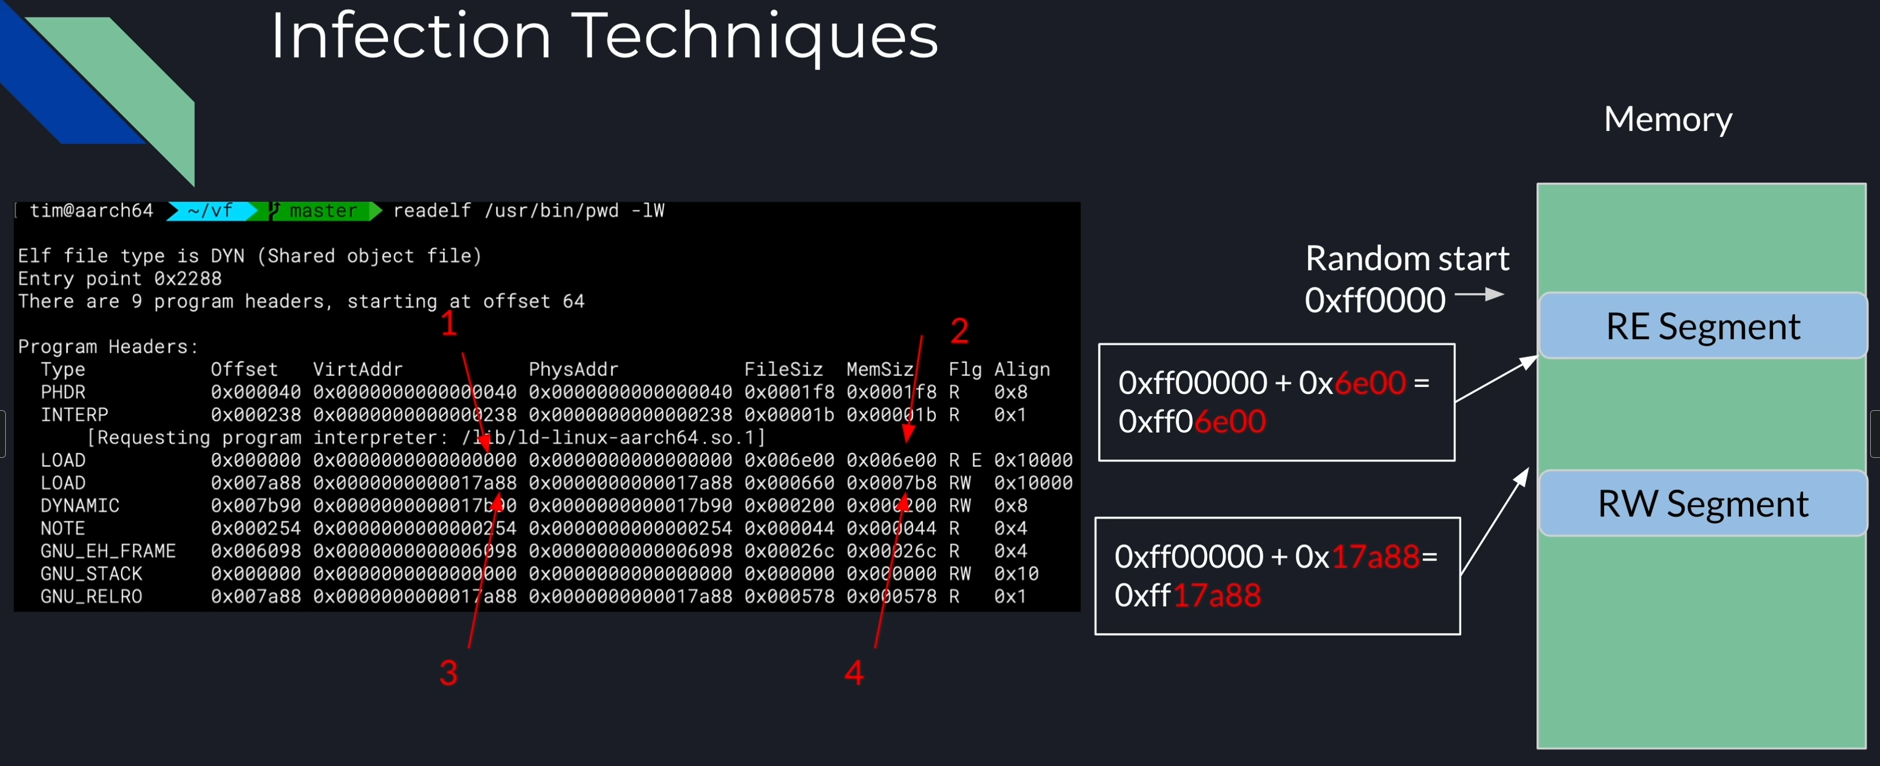 Infection Techniques
tim@aarch64 ~/vf master readelf /usr/bin/pwd -lW
Elf file type is DYN (Shared object file)
Entry point 0x2288
There are 9 program headers, starting at offset 64
1
2
Program Headers:
Type Offset VirtAddr PhysAddr FileSiz MemSiz Flg Align
PHDR 0x000040 0x0000000000000040 0x0000000000000040 0x0001f8 0x0001f8 R 0x8
INTERP 0x000238 0x0000000000000238 0x0000000000000238 0x00001b 0x00001b R 0x1
[Requesting program interpreter: /lib/ld-linux-aarch64.so.1]
LOAD 0x000000 0x0000000000000000 0x0000000000000000 0x006e00 0x006e00 R E 0x10000
LOAD 0x007a88 0x0000000000017a88 0x0000000000017a88 0x000660 0x0007b8 RW 0x10000
DYNAMIC 0x007b90 0x0000000000017b90 0x0000000000017b90 0x000200 0x000200 RW 0x8
NOTE 0x000254 0x0000000000000254 0x0000000000000254 0x000044 0x000044 R 0x4
GNU_EH_FRAME 0x006098 0x0000000000006098 0x0000000000006098 0x00026c 0x00026c R 0x4
GNU_STACK 0x000000 0x0000000000000000 0x0000000000000000 0x000000 0x000000 RW 0x10
GNU_RELRO 0x007a88 0x0000000000017a88 0x0000000000017a88 0x000578 0x000578 R 0x1
3
4
Memory
Random start
0xff0000
RE Segment
0xff00000 + 0x6e00 =
0xff06e00
RW Segment
0xff00000 + 0x17a88=
0xff17a88